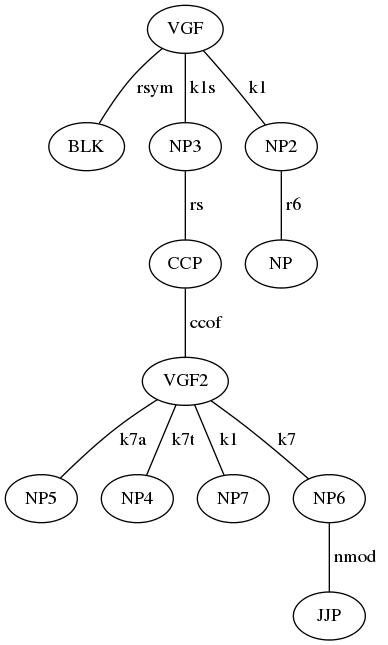 VGF
rsym k1s k1
BLK NP3 NP2
rs r6
CCP NP
ccof
VGF2
k7a k7t k1 k7
NP5 NP4 NP7 NP6
nmod
JJP